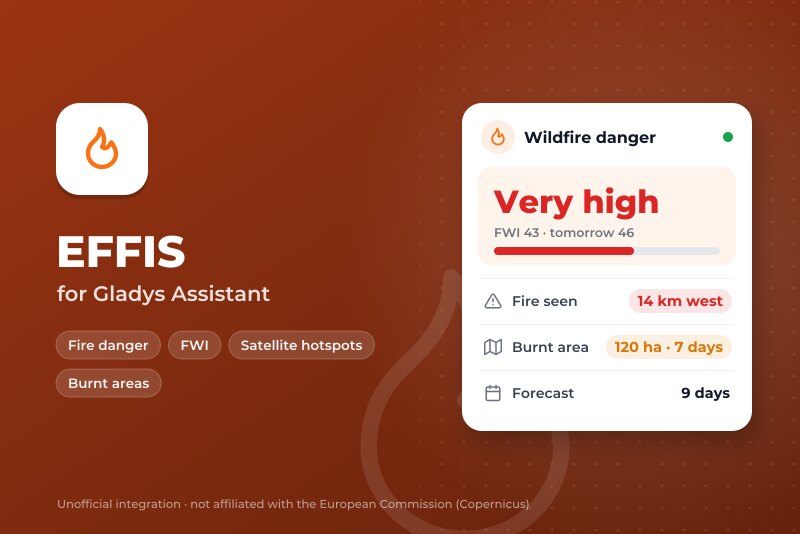 EFFIS
for Gladys Assistant
Fire danger
FWI
Satellite hotspots
Burnt areas
Unofficial integration · not affiliated with the European Commission (Copernicus)
Wildfire danger
Very high
FWI 43 · tomorrow 46
Fire seen
14 km west
Burnt area
120 ha · 7 days
Forecast
9 days